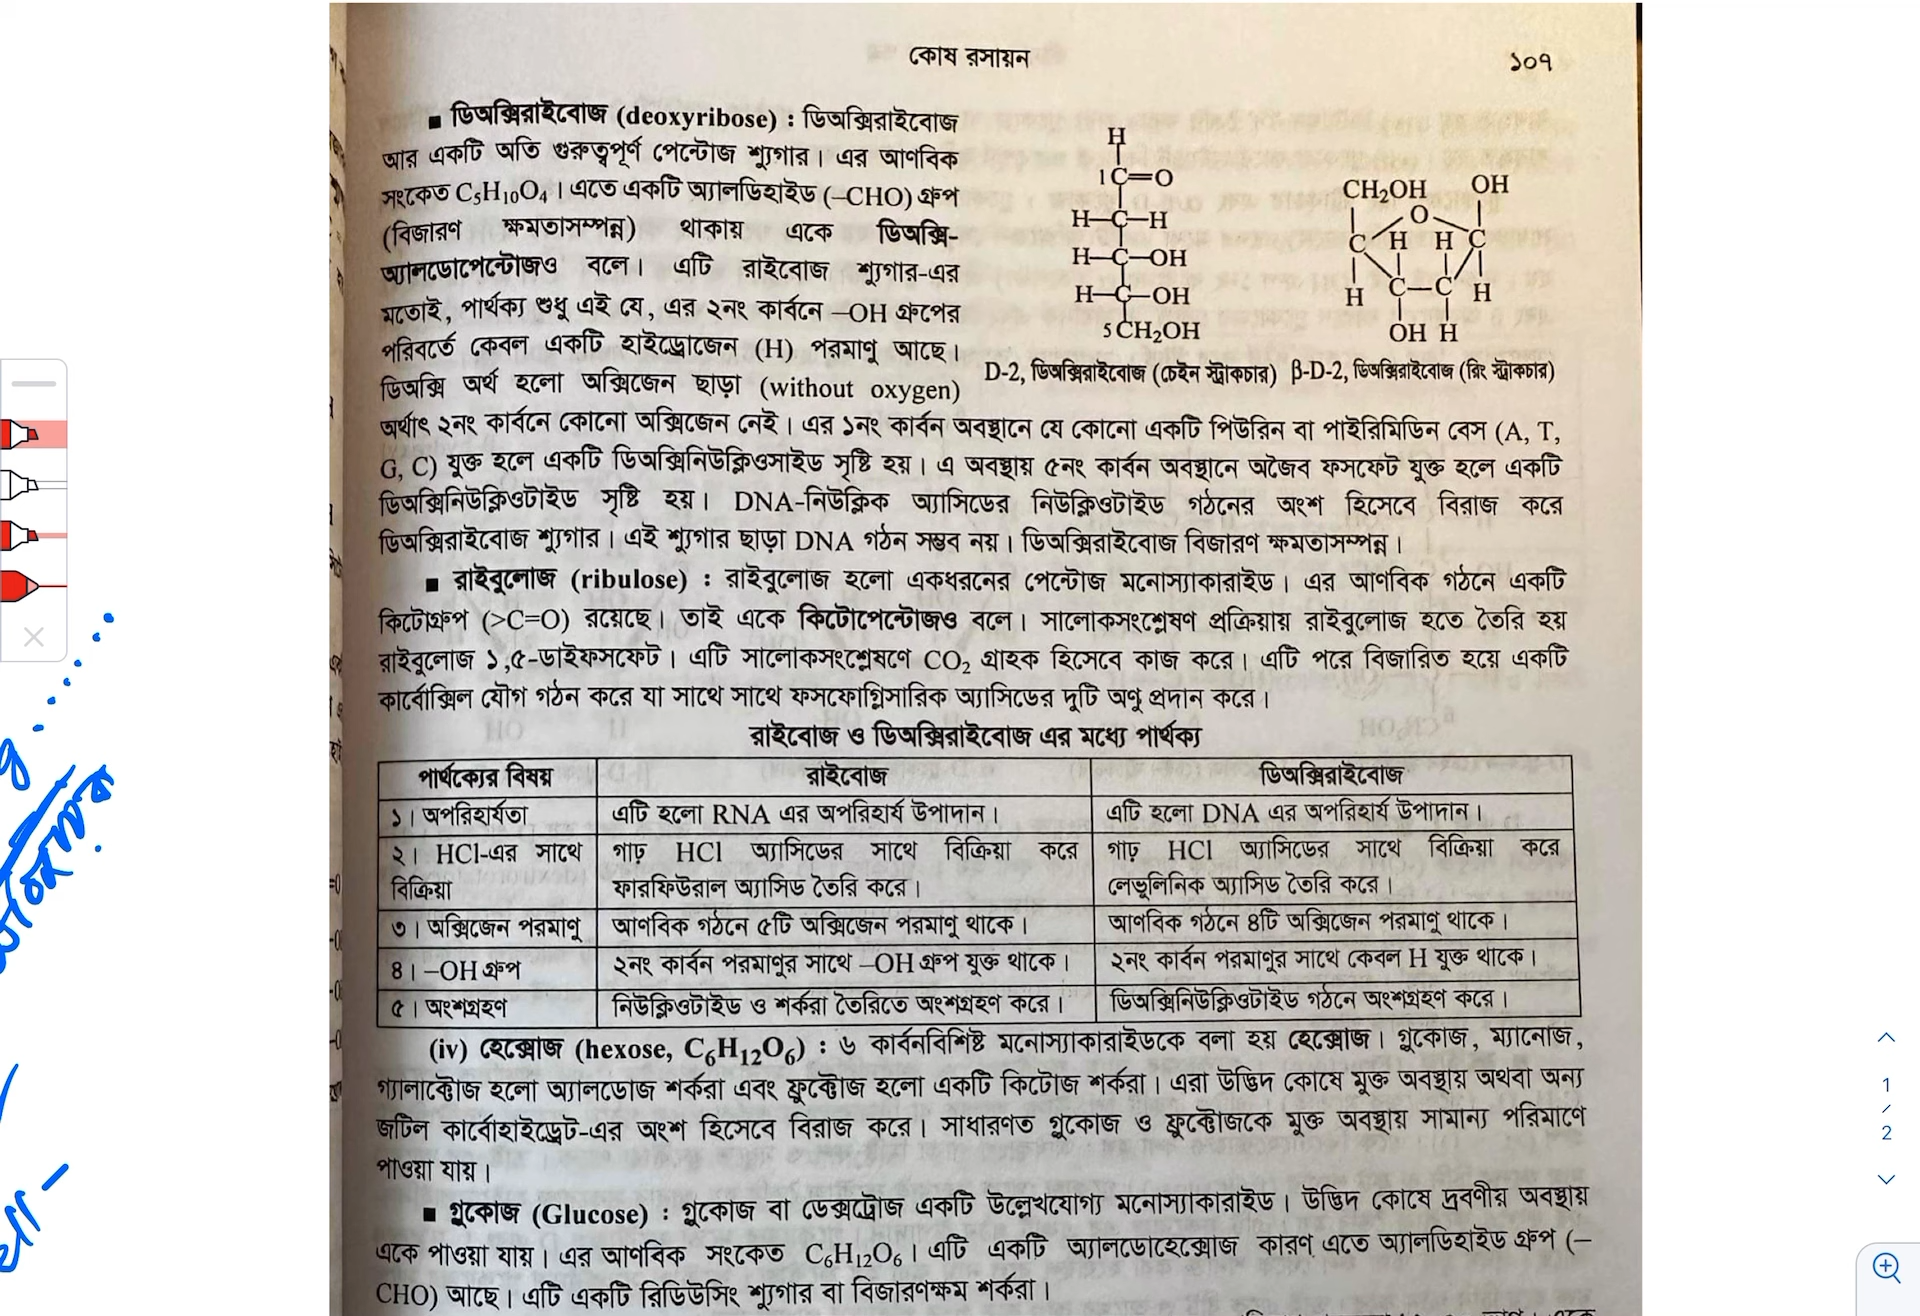 কোষ রসায়ন
১০৭
■ ডিঅক্সিরাইবোজ (deoxyribose) : ডিঅক্সিরাইবোজ
আর একটি অতি গুরুত্বপূর্ণ পেন্টোজ শ্যুগার। এর আণবিক
সংকেত C₅H₁₀O₄। এতে একটি অ্যালডিহাইড (–CHO) গ্রুপ
(বিজারণ ক্ষমতাসম্পন্ন) থাকায় একে ডিঅক্সি-
অ্যালডোপেন্টোজও বলে। এটি রাইবোজ শ্যুগার-এর
মতোই, পার্থক্য শুধু এই যে, এর ২নং কার্বনে –OH গ্রুপের
পরিবর্তে কেবল একটি হাইড্রোজেন (H) পরমাণু আছে।
ডিঅক্সি অর্থ হলো অক্সিজেন ছাড়া (without oxygen)
H
1C=O
H–C–H
H–C–OH
H–C–OH
5CH₂OH
CH₂OH OH
O
C H H C
H C–C H
OH H
D-2, ডিঅক্সিরাইবোজ (চেইন স্ট্রাকচার) β-D-2, ডিঅক্সিরাইবোজ (রিং স্ট্রাকচার)
অর্থাৎ ২নং কার্বনে কোনো অক্সিজেন নেই। এর ১নং কার্বন অবস্থানে যে কোনো একটি পিউরিন বা পাইরিমিডিন বেস (A, T,
G, C) যুক্ত হলে একটি ডিঅক্সিনিউক্লিওসাইড সৃষ্টি হয়। এ অবস্থায় ৫নং কার্বন অবস্থানে অজৈব ফসফেট যুক্ত হলে একটি
ডিঅক্সিনিউক্লিওটাইড সৃষ্টি হয়। DNA-নিউক্লিক অ্যাসিডের নিউক্লিওটাইড গঠনের অংশ হিসেবে বিরাজ করে
ডিঅক্সিরাইবোজ শ্যুগার। এই শ্যুগার ছাড়া DNA গঠন সম্ভব নয়। ডিঅক্সিরাইবোজ বিজারণ ক্ষমতাসম্পন্ন।
■ রাইবুলোজ (ribulose) : রাইবুলোজ হলো একধরনের পেন্টোজ মনোস্যাকারাইড। এর আণবিক গঠনে একটি
কিটোগ্রুপ (>C=O) রয়েছে। তাই একে কিটোপেন্টোজও বলে। সালোকসংশ্লেষণ প্রক্রিয়ায় রাইবুলোজ হতে তৈরি হয়
রাইবুলোজ ১,৫-ডাইফসফেট। এটি সালোকসংশ্লেষণে CO₂ গ্রাহক হিসেবে কাজ করে। এটি পরে বিজারিত হয়ে একটি
কার্বোক্সিল যৌগ গঠন করে যা সাথে সাথে ফসফোগ্লিসারিক অ্যাসিডের দুটি অণু প্রদান করে।
রাইবোজ ও ডিঅক্সিরাইবোজ এর মধ্যে পার্থক্য
পার্থক্যের বিষয় রাইবোজ ডিঅক্সিরাইবোজ
১। অপরিহার্যতা এটি হলো RNA এর অপরিহার্য উপাদান। এটি হলো DNA এর অপরিহার্য উপাদান।
২। HCl-এর সাথে গাঢ় HCl অ্যাসিডের সাথে বিক্রিয়া করে গাঢ় HCl অ্যাসিডের সাথে বিক্রিয়া করে
বিক্রিয়া ফারফিউরাল অ্যাসিড তৈরি করে। লেভুলিনিক অ্যাসিড তৈরি করে।
৩। অক্সিজেন পরমাণু আণবিক গঠনে ৫টি অক্সিজেন পরমাণু থাকে। আণবিক গঠনে ৪টি অক্সিজেন পরমাণু থাকে।
৪। –OH গ্রুপ ২নং কার্বন পরমাণুর সাথে –OH গ্রুপ যুক্ত থাকে। ২নং কার্বন পরমাণুর সাথে কেবল H যুক্ত থাকে।
৫। অংশগ্রহণ নিউক্লিওটাইড ও শর্করা তৈরিতে অংশগ্রহণ করে। ডিঅক্সিনিউক্লিওটাইড গঠনে অংশগ্রহণ করে।
(iv) হেক্সোজ (hexose, C₆H₁₂O₆) : ৬ কার্বনবিশিষ্ট মনোস্যাকারাইডকে বলা হয় হেক্সোজ। গ্লুকোজ, ম্যানোজ,
গ্যালাক্টোজ হলো অ্যালডোজ শর্করা এবং ফ্রুক্টোজ হলো একটি কিটোজ শর্করা। এরা উদ্ভিদ কোষে মুক্ত অবস্থায় অথবা অন্য
জটিল কার্বোহাইড্রেট-এর অংশ হিসেবে বিরাজ করে। সাধারণত গ্লুকোজ ও ফ্রুক্টোজকে মুক্ত অবস্থায় সামান্য পরিমাণে
পাওয়া যায়।
■ গ্লুকোজ (Glucose) : গ্লুকোজ বা ডেক্সট্রোজ একটি উল্লেখযোগ্য মনোস্যাকারাইড। উদ্ভিদ কোষে দ্রবণীয় অবস্থায়
একে পাওয়া যায়। এর আণবিক সংকেত C₆H₁₂O₆। এটি একটি অ্যালডোহেক্সোজ কারণ এতে অ্যালডিহাইড গ্রুপ (–
CHO) আছে। এটি একটি রিডিউসিং শ্যুগার বা বিজারণক্ষম শর্করা।
1
/
2